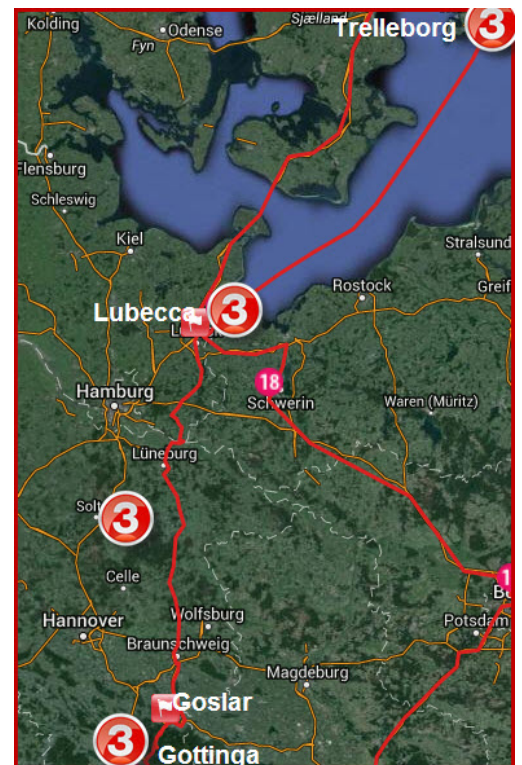 Kolding
Odense
Sjælland
Trelleborg
3
Fyn
Flensburg
Schleswig
Kiel
Stralsund
Rostock
Greif
Lubecca
3
Hamburg
18
Schwerin
Waren (Müritz)
Lüneburg
Solt
3
Celle
Hannover
Wolfsburg
Braunschweig
Potsdam
Magdeburg
Goslar
3
Gottinga